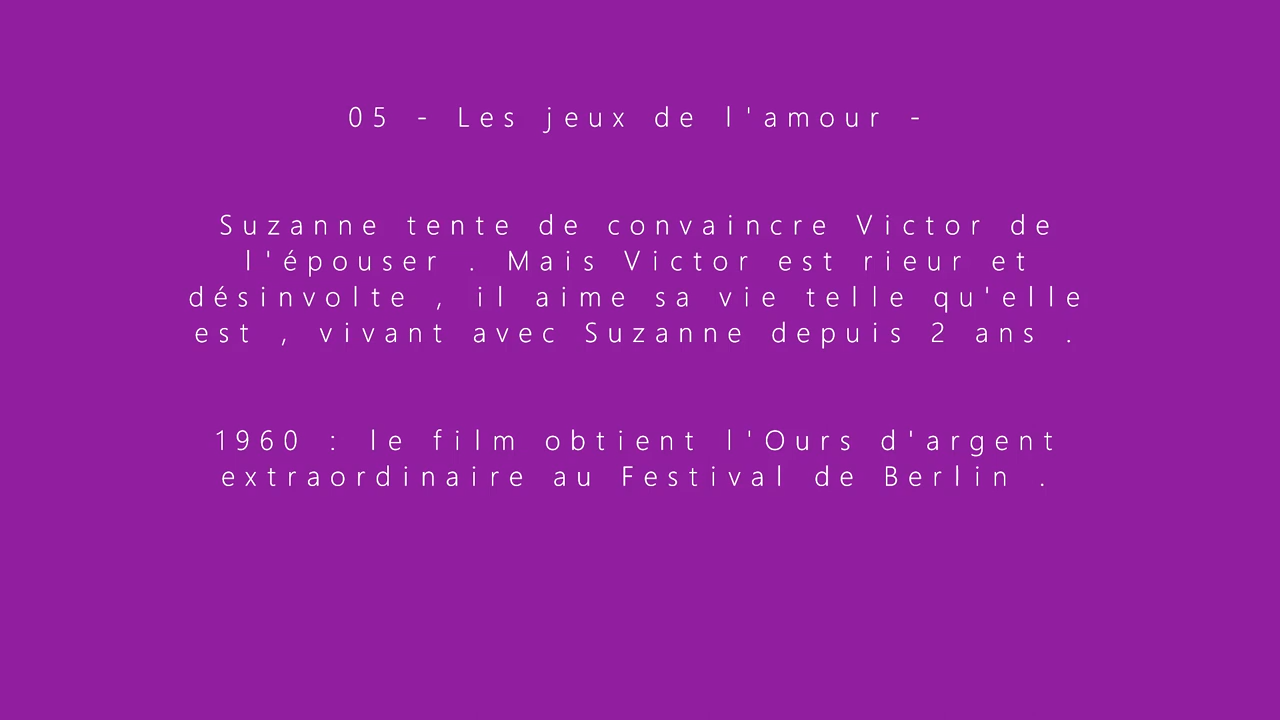 05 - Les jeux de l'amour -
Suzanne tente de convaincre Victor de
l'épouser . Mais Victor est rieur et
désinvolte , il aime sa vie telle qu'elle
est , vivant avec Suzanne depuis 2 ans .
1960 : le film obtient l'Ours d'argent
extraordinaire au Festival de Berlin .